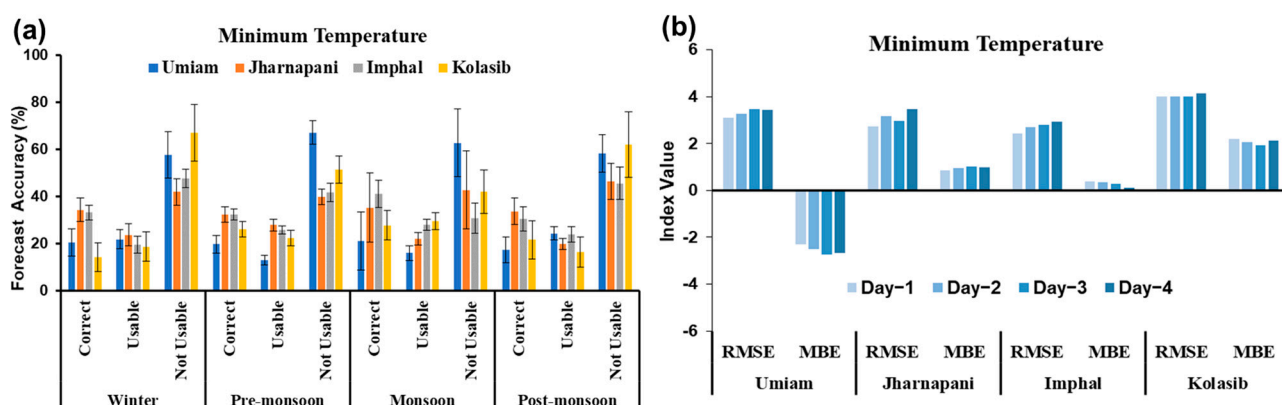 (a)
Minimum Temperature
Umiam Jharnapani Imphal Kolasib
Forecast Accuracy (%)
100
80
60
40
20
0
Correct Usable Not Usable Correct Usable Not Usable Correct Usable Not Usable Correct Usable Not Usable
Winter Pre-monsoon Monsoon Post-monsoon
(b)
Minimum Temperature
Index Value
6
4
2
0
-2
-4
-6
Day−1 Day−2 Day−3 Day−4
RMSE MBE RMSE MBE RMSE MBE RMSE MBE
Umiam Jharnapani Imphal Kolasib